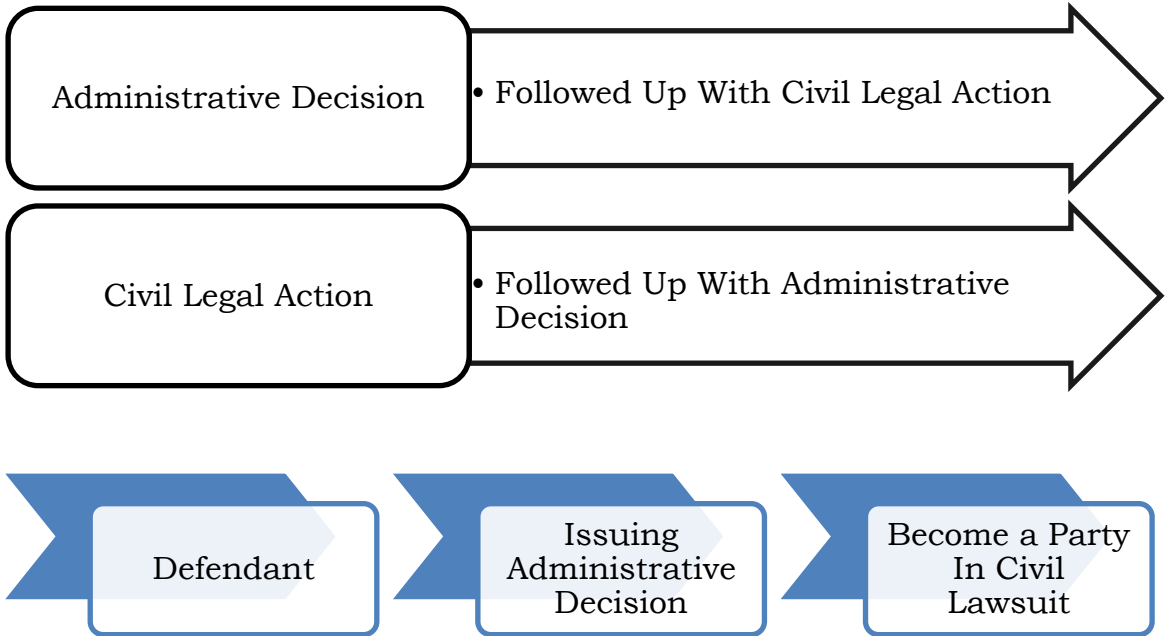 Administrative Decision
• Followed Up With Civil Legal Action
Civil Legal Action
• Followed Up With Administrative
Decision
Defendant
Issuing
Administrative
Decision
Become a Party
In Civil
Lawsuit